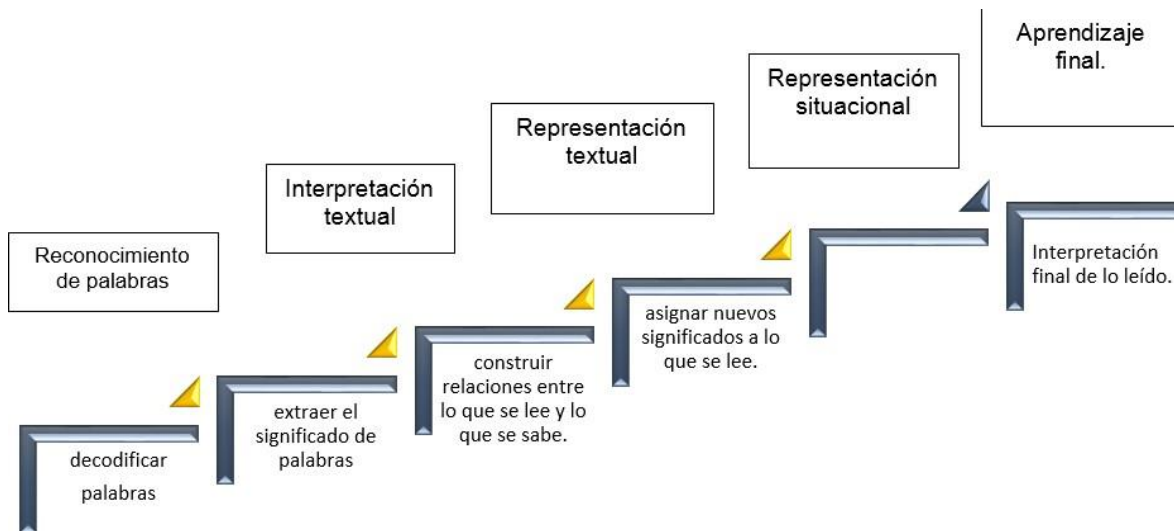 Reconocimiento
de palabras
Interpretación
textual
Representación
textual
Representación
situacional
Aprendizaje
final.
decodificar
palabras
extraer el
significado de
palabras
construir
relaciones entre
lo que se lee y lo
que se sabe.
asignar nuevos
significados a lo
que se lee.
Interpretación
final de lo leído.